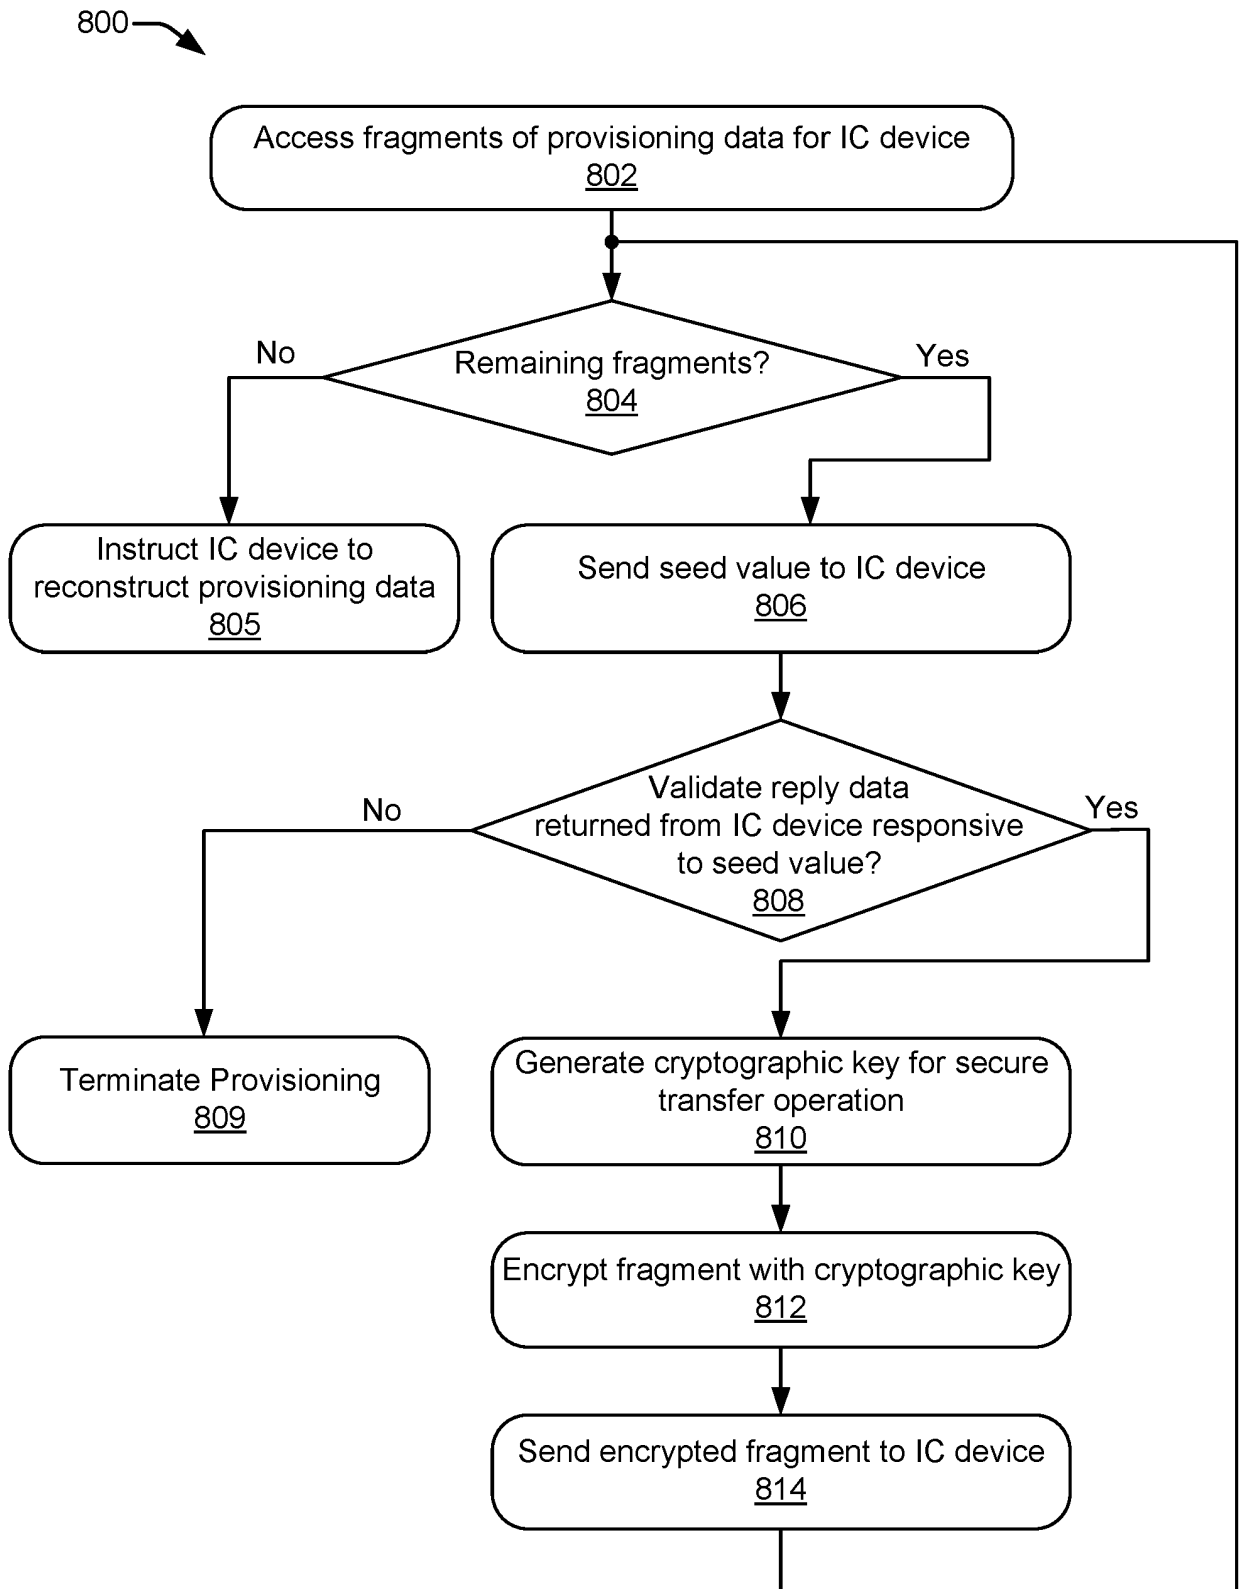 800
Access fragments of provisioning data for IC device
802
No
Remaining fragments?
804
Yes
Instruct IC device to
reconstruct provisioning data
805
Send seed value to IC device
806
No
Validate reply data
returned from IC device responsive
to seed value?
808
Yes
Terminate Provisioning
809
Generate cryptographic key for secure
transfer operation
810
Encrypt fragment with cryptographic key
812
Send encrypted fragment to IC device
814